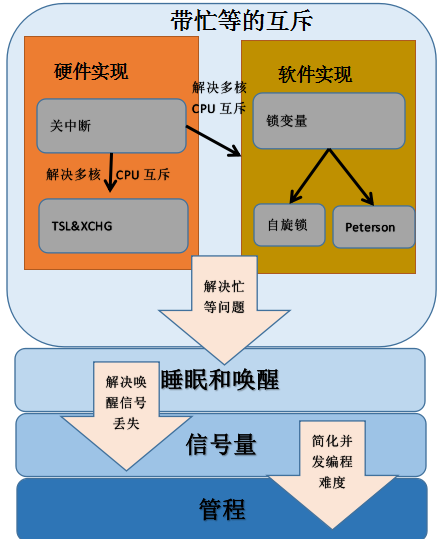 带忙等的互斥
硬件实现
软件实现
关中断
解决多核
CPU 互斥
锁变量
解决多核 CPU 互斥
TSL&XCHG
自旋锁
Peterson
解决忙
等问题
睡眠和唤醒
解决唤
醒信号
丢失
信号量
简化并
发编程
难度
管程